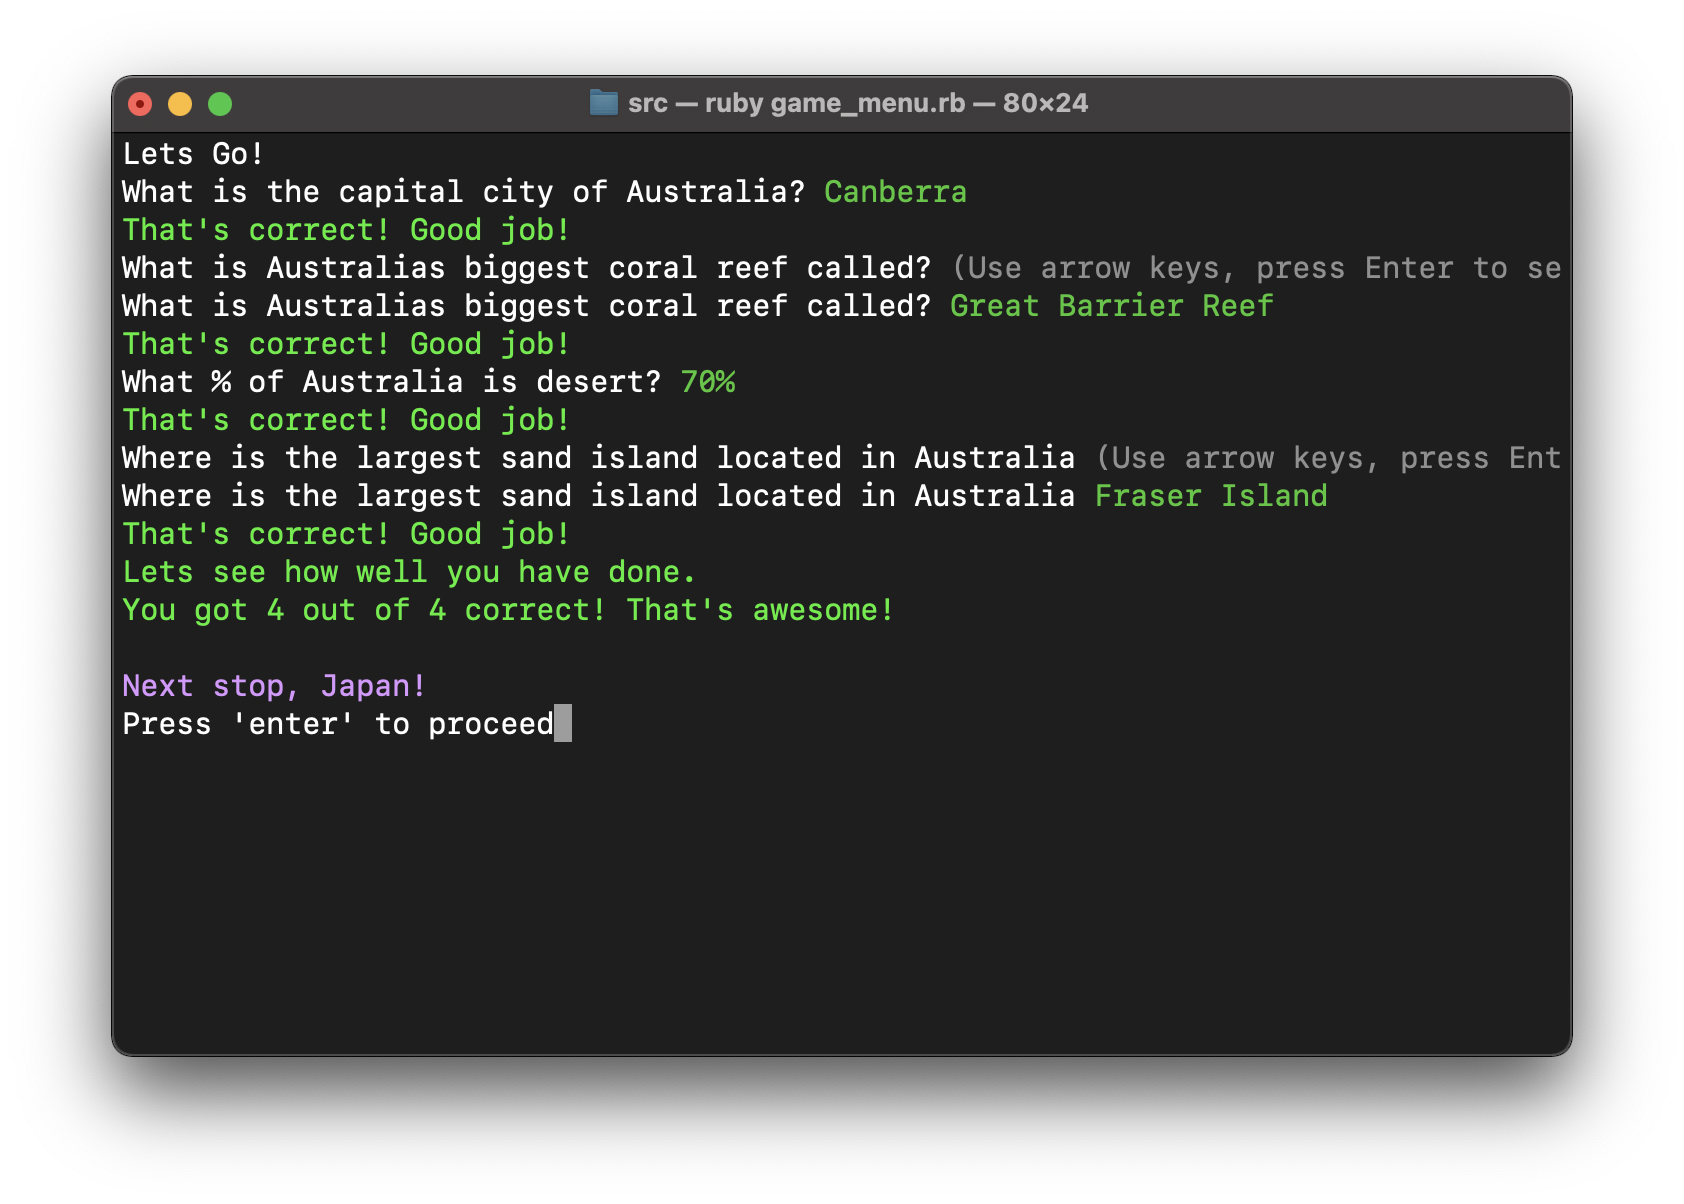 src — ruby game_menu.rb — 80×24
Lets Go!
What is the capital city of Australia? Canberra
That's correct! Good job!
What is Australias biggest coral reef called? (Use arrow keys, press Enter to se
What is Australias biggest coral reef called? Great Barrier Reef
That's correct! Good job!
What % of Australia is desert? 70%
That's correct! Good job!
Where is the largest sand island located in Australia (Use arrow keys, press Ent
Where is the largest sand island located in Australia Fraser Island
That's correct! Good job!
Lets see how well you have done.
You got 4 out of 4 correct! That's awesome!
Next stop, Japan!
Press 'enter' to proceed